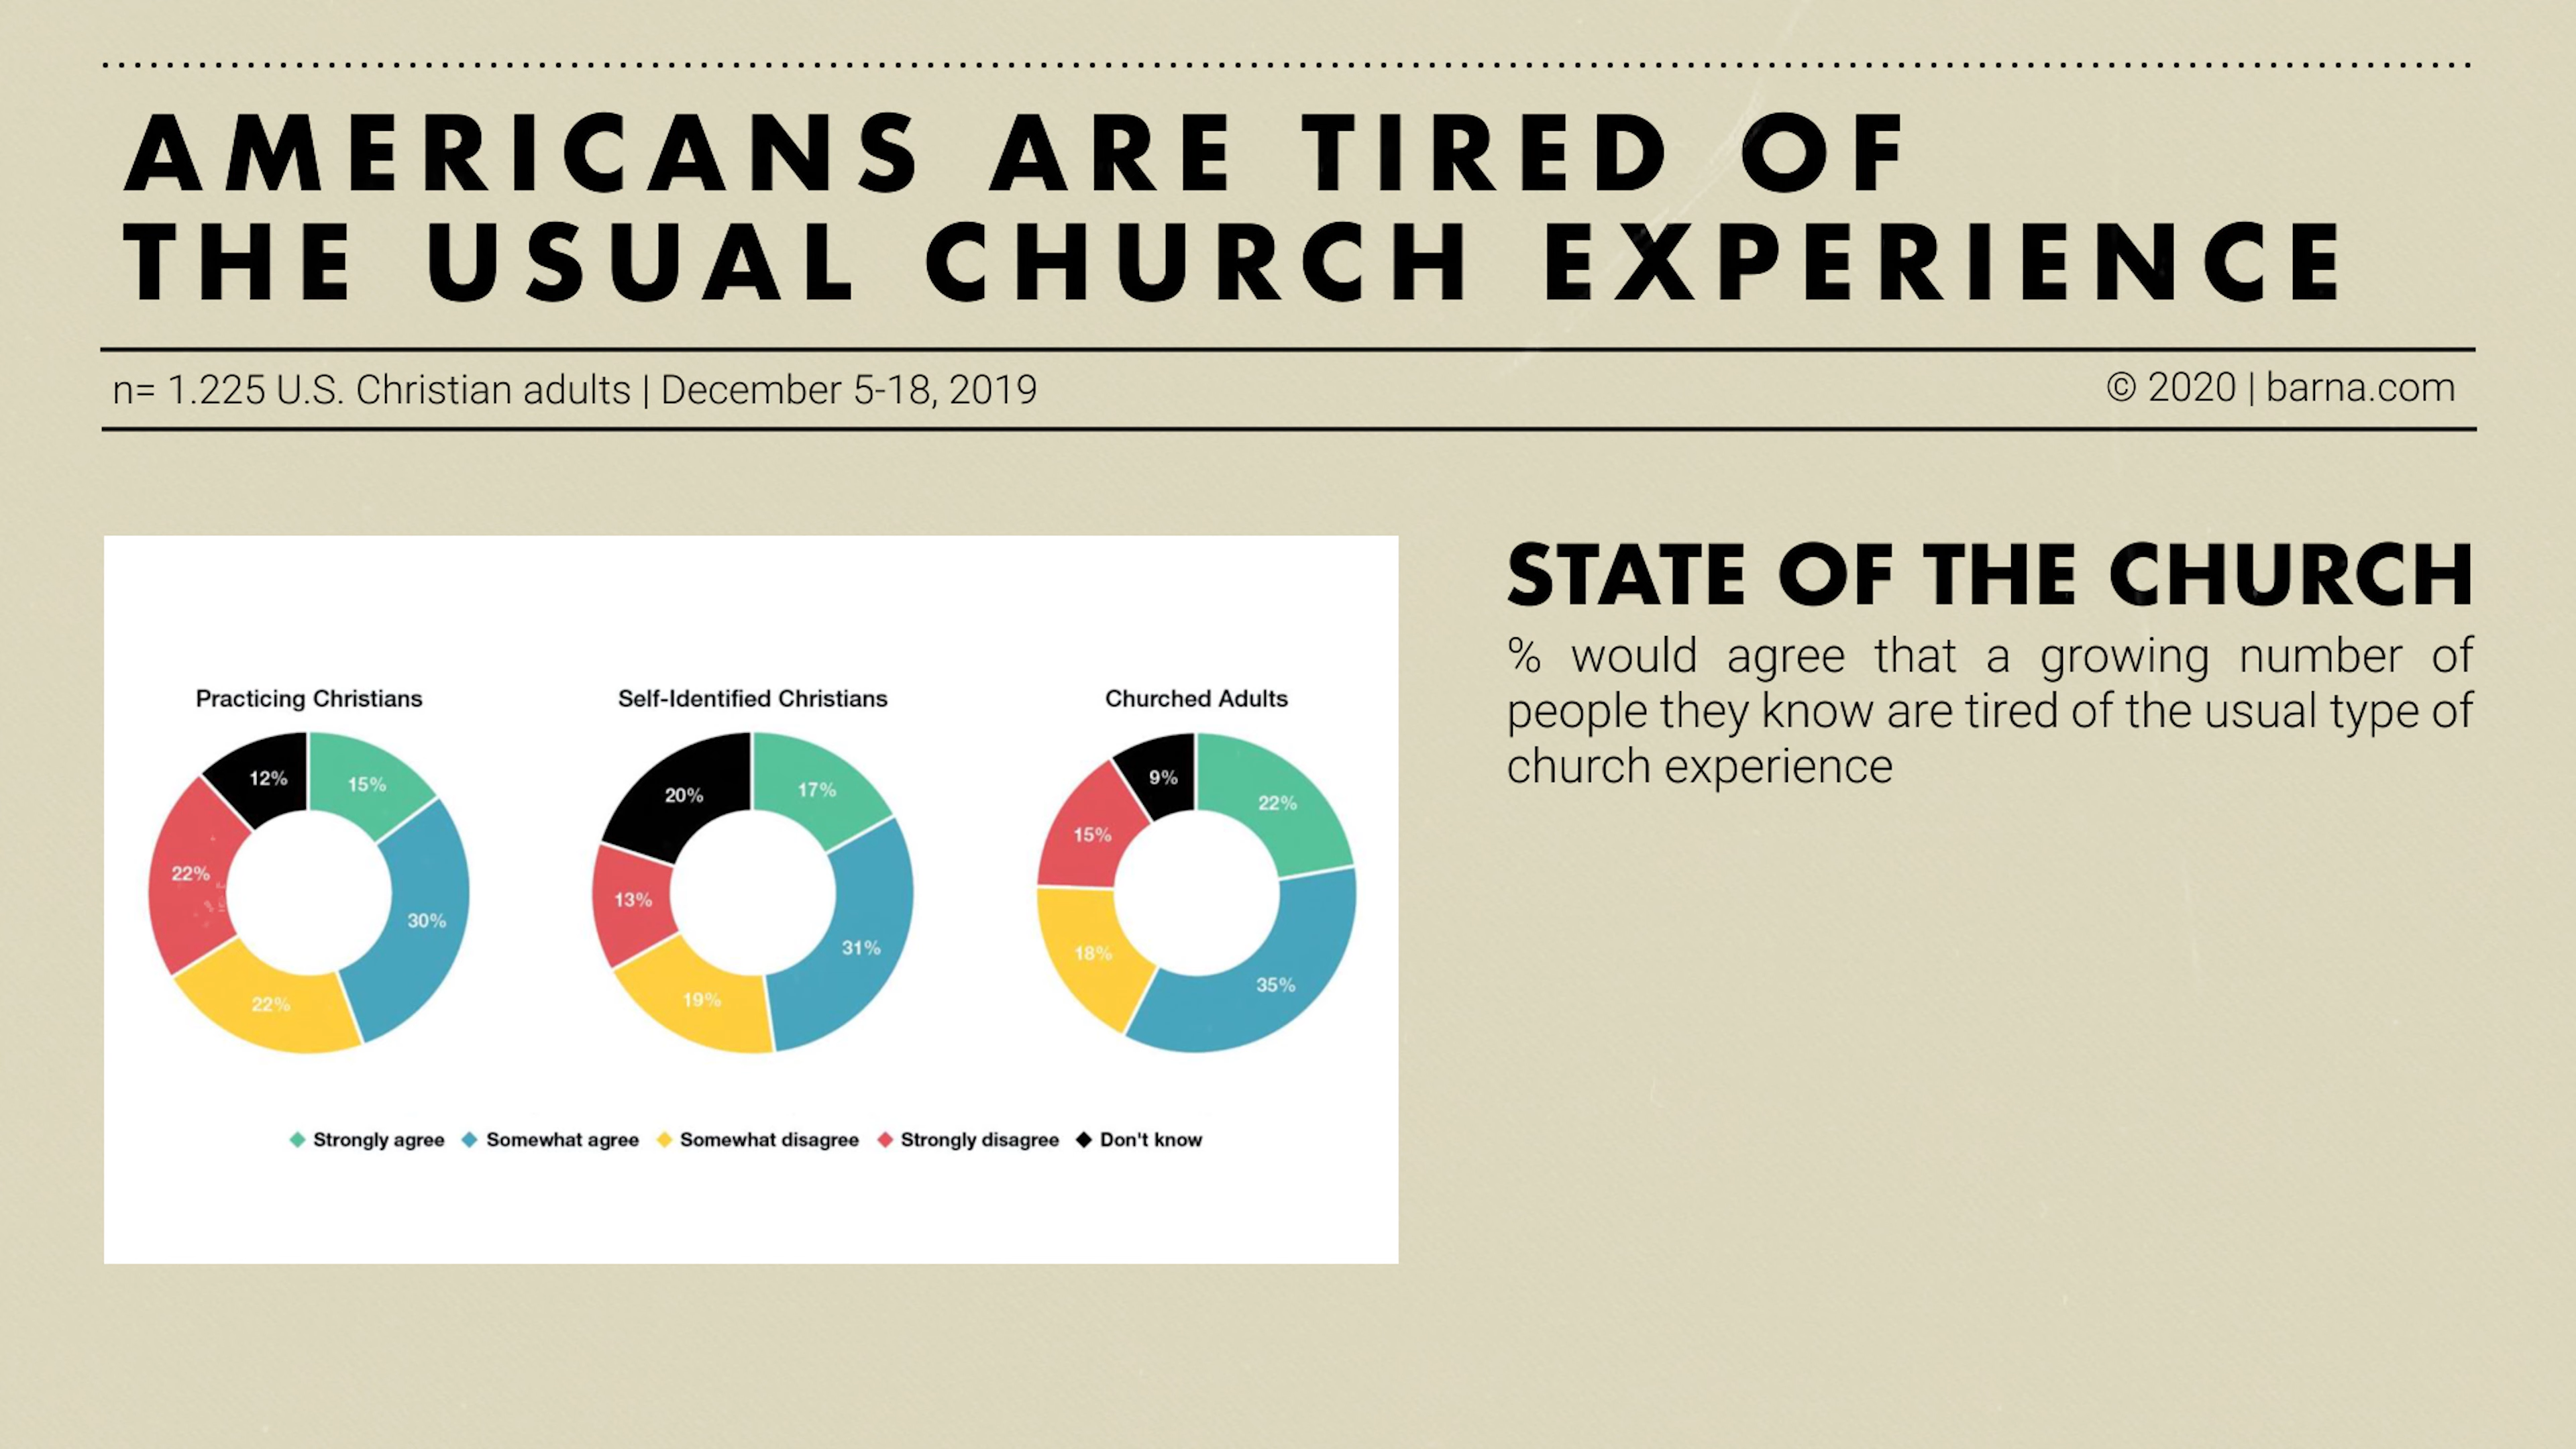 AMERICANS ARE TIRED OF
THE USUAL CHURCH EXPERIENCE
n= 1.225 U.S. Christian adults | December 5-18, 2019
© 2020 | barna.com
STATE OF THE CHURCH
% would agree that a growing number of
people they know are tired of the usual type of
church experience
Practicing Christians
12%
15%
22%
30%
22%
Self-Identified Christians
20%
17%
13%
31%
19%
Churched Adults
9%
22%
15%
18%
35%
Strongly agree Somewhat agree Somewhat disagree Strongly disagree Don't know